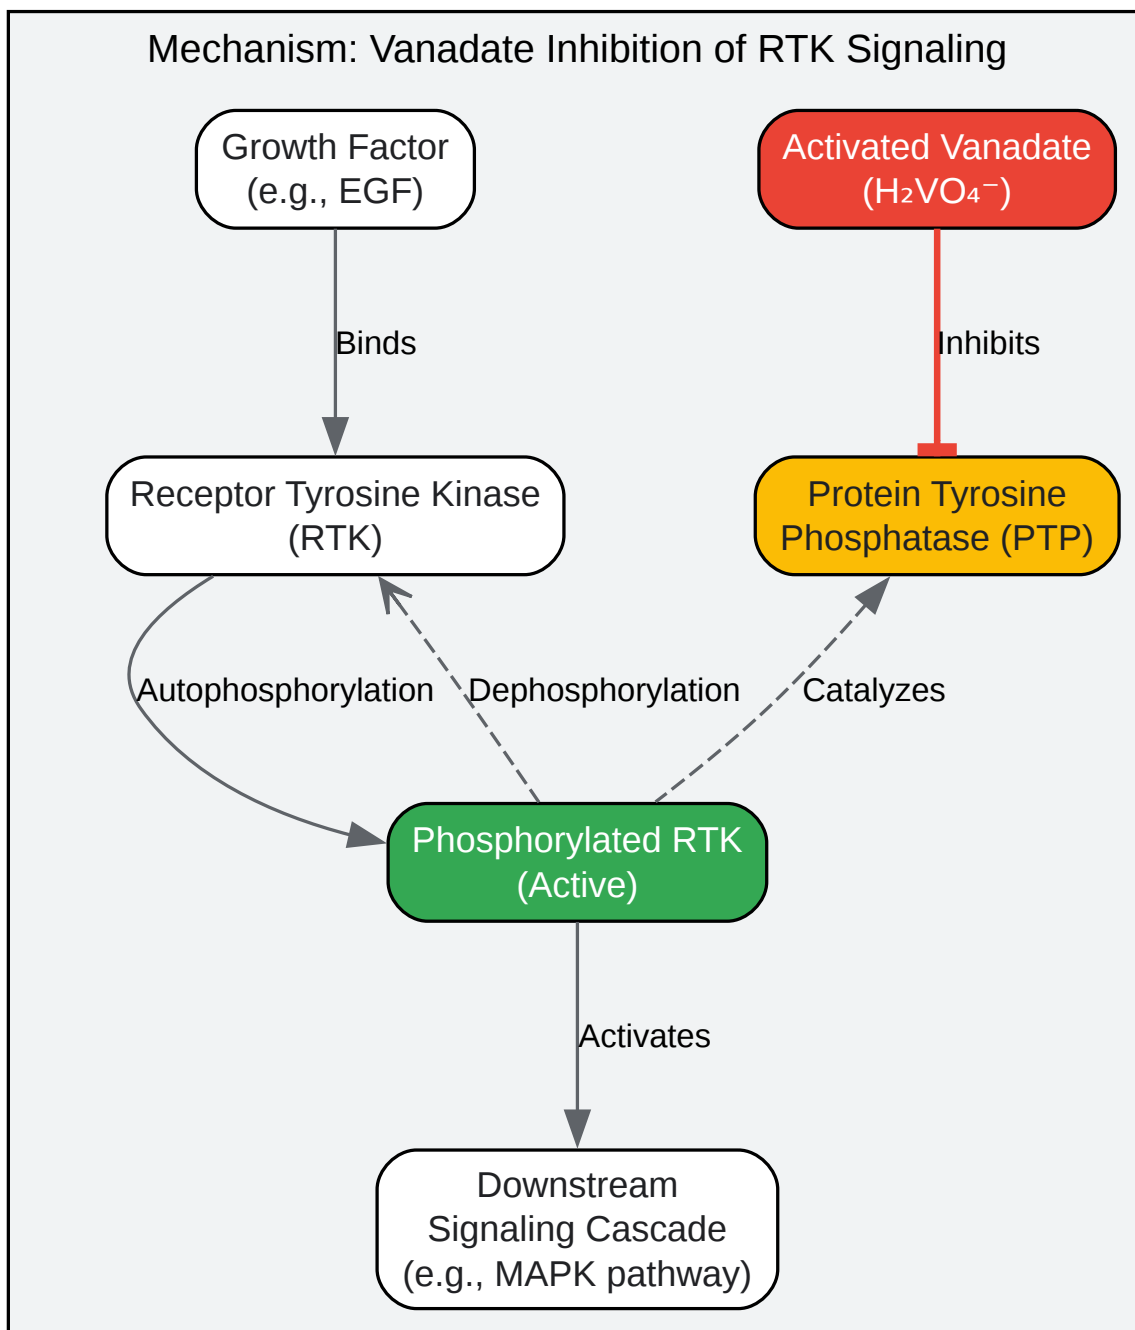 Mechanism: Vanadate Inhibition of RTK Signaling
Growth Factor
(e.g., EGF)
Activated Vanadate
(H₂VO₄⁻)
Binds
Inhibits
Receptor Tyrosine Kinase
(RTK)
Protein Tyrosine
Phosphatase (PTP)
Autophosphorylation
Dephosphorylation
Catalyzes
Phosphorylated RTK
(Active)
Activates
Downstream
Signaling Cascade
(e.g., MAPK pathway)